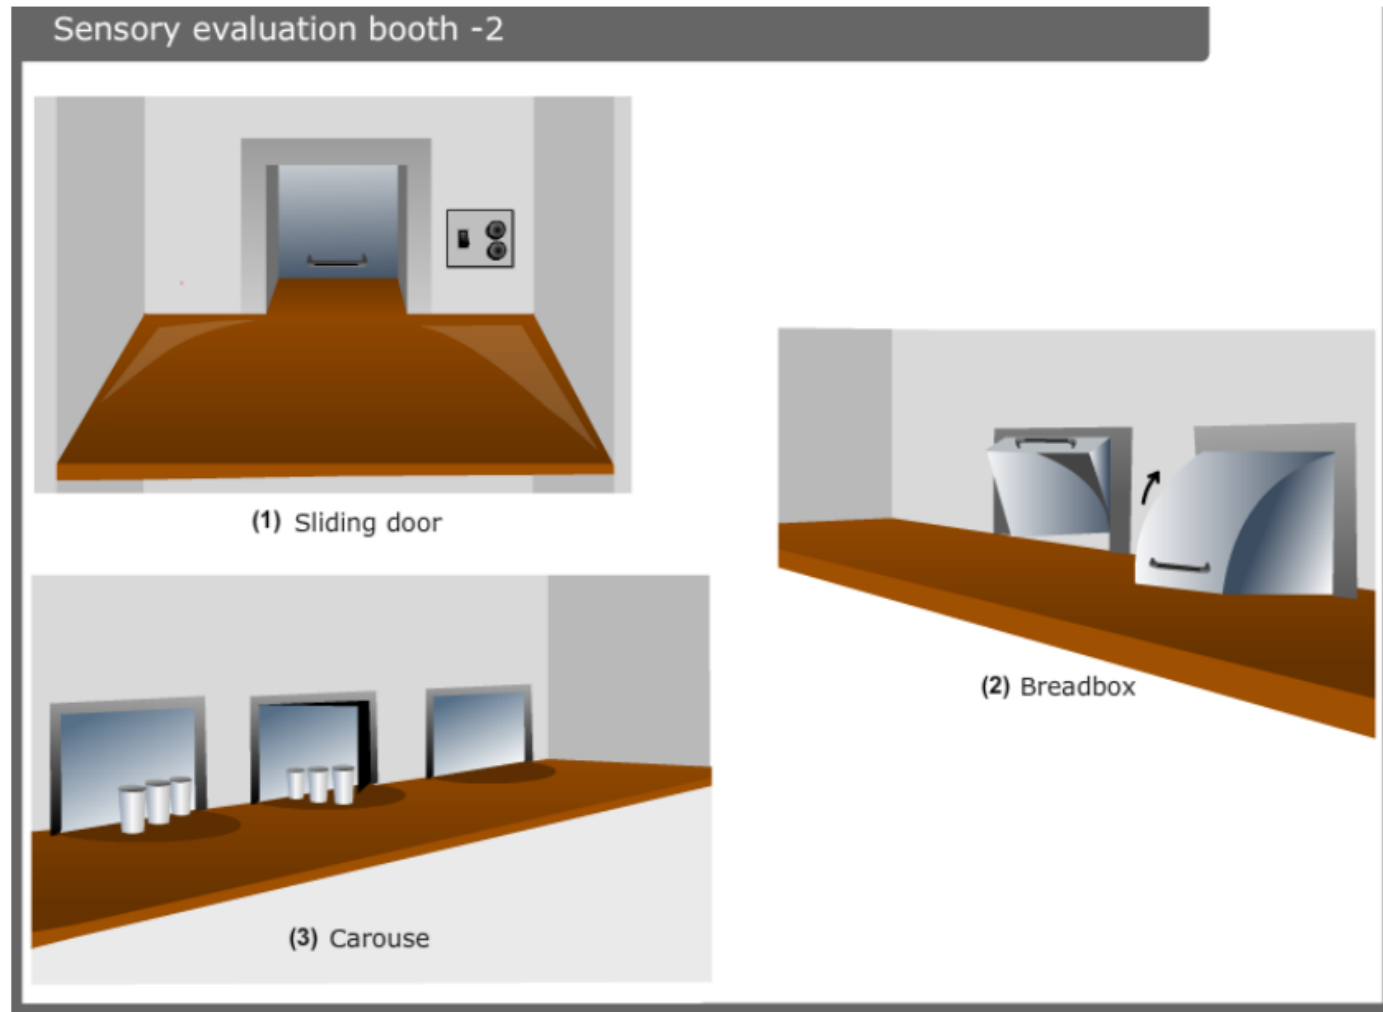 Sensory evaluation booth -2
(1) Sliding door
(2) Breadbox
(3) Carouse